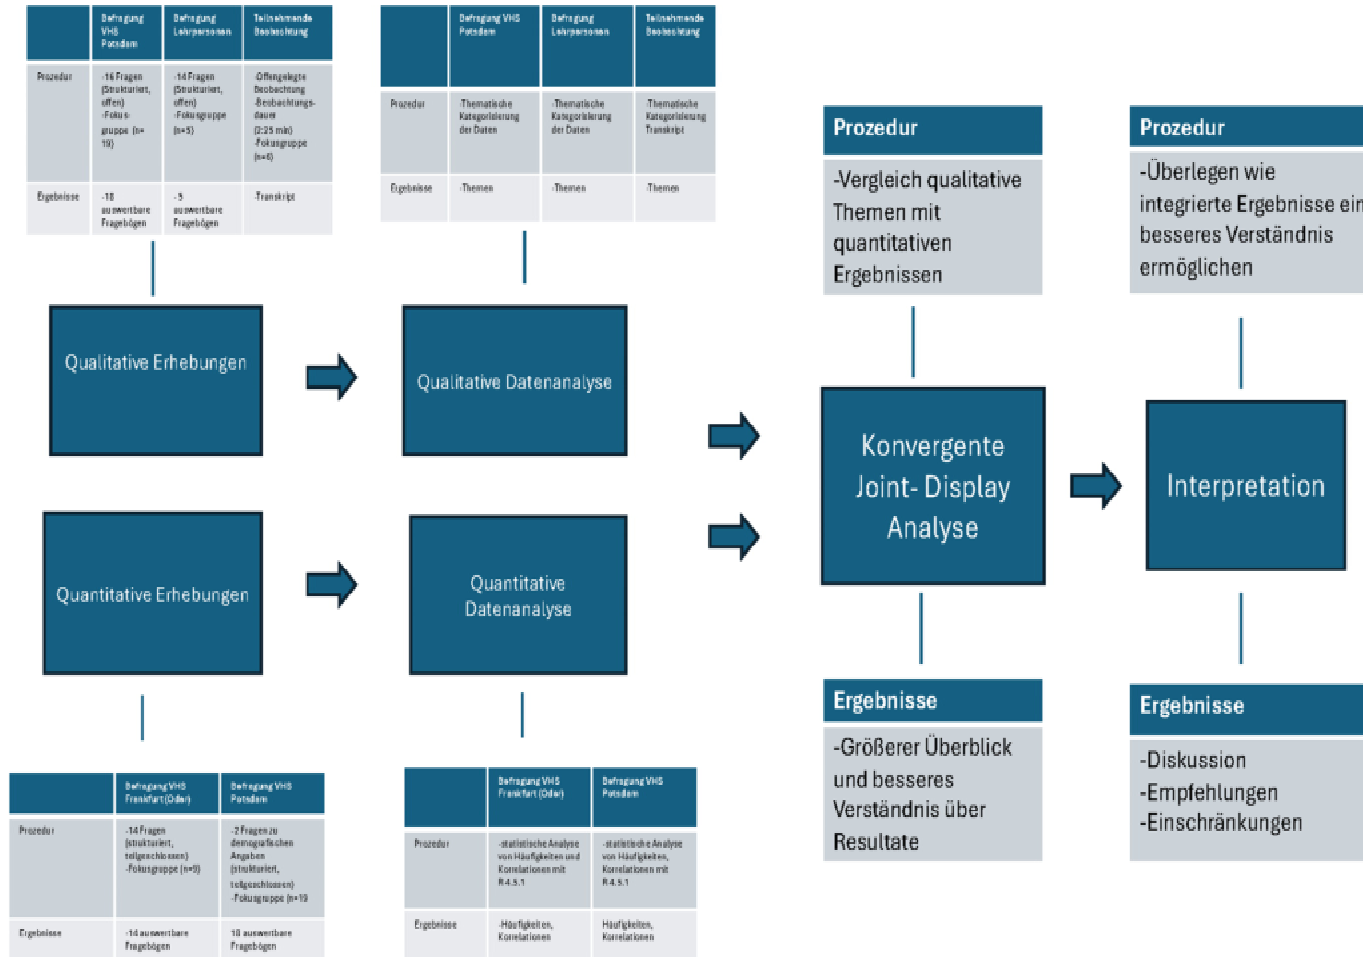 Befragung VHS Potsdam
Befragung Lehrpersonen
Teilnehmende Beobachtung
Prozedur
-16 Fragen (Strukturiert, offen)
-Fokus-
gruppe (n=
19)
-14 Fragen (Strukturiert, offen)
-Fokusgruppe (n=5)
-Offengelegte Beobachtung
-Beobachtungs-
dauer
(2:25 min)
-Fokusgruppe (n=6)
Ergebnisse
-18 auswertbare Fragebögen
-5 auswertbare Fragebögen
-Transkript
Befragung VHS Potsdam
Befragung Lehrpersonen
Teilnehmende Beobachtung
Prozedur
-Thematische Kategorisierung der Daten
-Thematische Kategorisierung der Daten
-Thematische Kategorisierung Transkript
Ergebnisse
-Themen
-Themen
-Themen
Prozedur
-Vergleich qualitative
Themen mit
quantitativen
Ergebnissen
Prozedur
-Überlegen wie
integrierte Ergebnisse ein
besseres Verständnis
ermöglichen
Qualitative Erhebungen
Qualitative Datenanalyse
Konvergente
Joint- Display
Analyse
Interpretation
Quantitative Erhebungen
Quantitative
Datenanalyse
Ergebnisse
-Größerer Überblick
und besseres
Verständnis über
Resultate
Ergebnisse
-Diskussion
-Empfehlungen
-Einschränkungen
Befragung VHS Frankfurt (Oder)
Befragung VHS Potsdam
Prozedur
-14 Fragen
(strukturiert,
teilgeschlossen)
-Fokusgruppe (n=9)
-2 Fragen zu
demografischen
Angaben
(strukturiert,
teilgeschlossen)
-Fokusgruppe (n=19
Ergebnisse
-14 auswertbare Fragebögen
18 auswertbare Fragebögen
Befragung VHS Frankfurt (Oder)
Befragung VHS Potsdam
Prozedur
-statistische Analyse
von Häufigkeiten und
Korrelationen mit
R 4.5.1
-statistische Analyse
von Häufigkeiten,
Korrelationen mit
R 4.5.1
Ergebnisse
-Häufigkeiten, Korrelationen
Häufigkeiten, Korrelationen